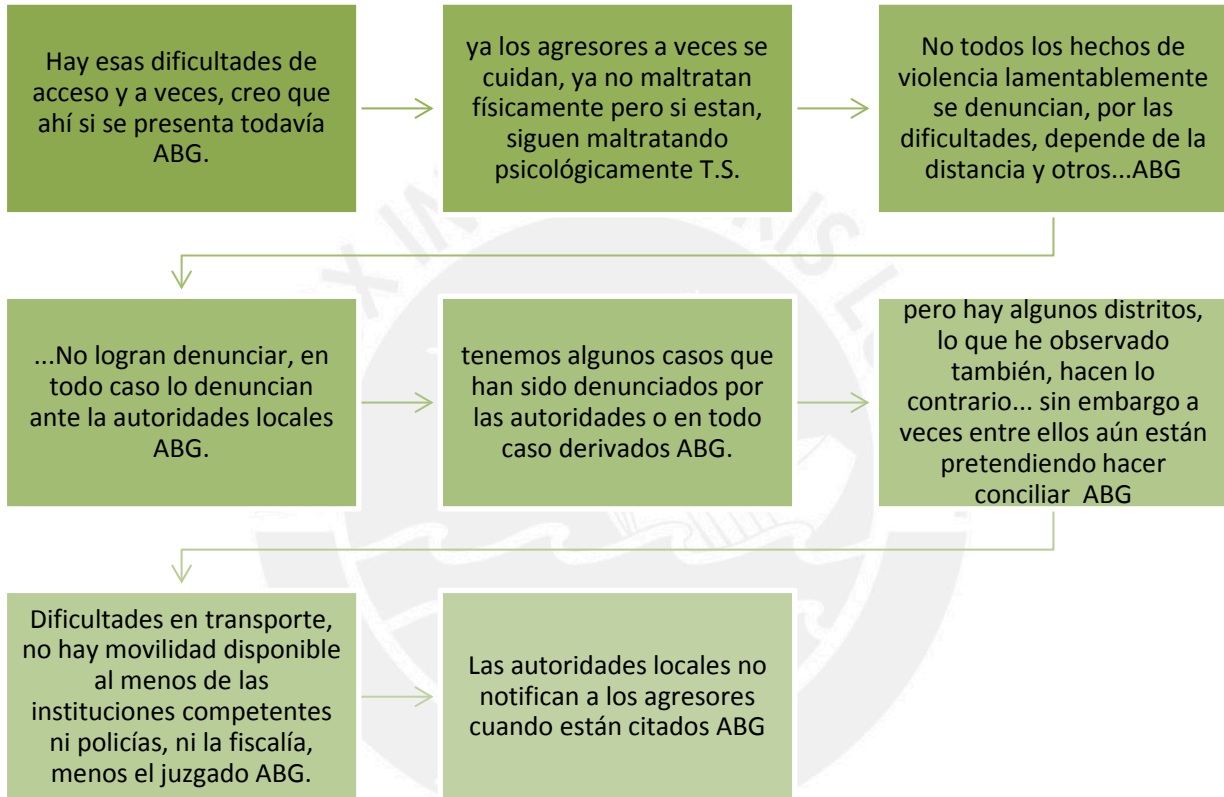 Hay esas dificultades de
acceso y a veces, creo que
ahí si se presenta todavía
ABG.
ya los agresores a veces se
cuidan, ya no maltratan
físicamente pero si estan,
siguen maltratando
psicológicamente T.S.
No todos los hechos de
violencia lamentablemente
se denuncian, por las
dificultades, depende de la
distancia y otros...ABG
...No logran denunciar, en
todo caso lo denuncian
ante la autoridades locales
ABG.
tenemos algunos casos que
han sido denunciados por
las autoridades o en todo
caso derivados ABG.
pero hay algunos distritos,
lo que he observado
también, hacen lo
contrario... sin embargo a
veces entre ellos aún están
pretendiendo hacer
conciliar  ABG
Dificultades en transporte,
no hay movilidad disponible
al menos de las
instituciones competentes
ni policías, ni la fiscalía,
menos el juzgado ABG.
Las autoridades locales no
notifican a los agresores
cuando están citados ABG